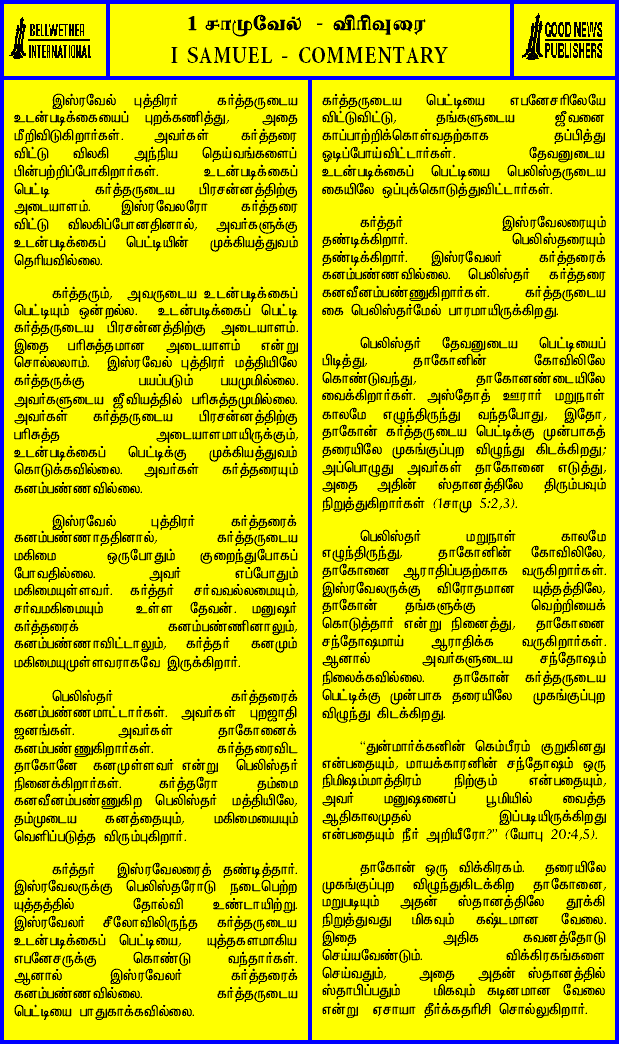 BELLWETHER
INTERNATIONAL
1 சாமுவேல் - விரிவுரை
I SAMUEL - COMMENTARY
GOOD NEWS
PUBLISHERS
இஸ்ரவேல் புத்திரர் கர்த்தருடைய
உடன்படிக்கையைப் புறக்கணித்து, அதை
மீறிவிடுகிறார்கள். அவர்கள் கர்த்தரை
விட்டு விலகி அந்நிய தெய்வங்களைப்
பின்பற்றிப்போகிறார்கள். உடன்படிக்கைப்
பெட்டி கர்த்தருடைய பிரசன்னத்திற்கு
அடையாளம். இஸ்ரவேலரோ கர்த்தரை
விட்டு விலகிப்போனதினால், அவர்களுக்கு
உடன்படிக்கைப் பெட்டியின் முக்கியத்துவம்
தெரியவில்லை.
கர்த்தரும், அவருடைய உடன்படிக்கைப்
பெட்டியும் ஒன்றல்ல. உடன்படிக்கைப் பெட்டி
கர்த்தருடைய பிரசன்னத்திற்கு அடையாளம்.
இதை பரிசுத்தமான அடையாளம் என்று
சொல்லலாம். இஸ்ரவேல் புத்திரர் மத்தியிலே
கர்த்தருக்கு பயப்படும் பயமுமில்லை.
அவர்களுடைய ஜீவியத்தில் பரிசுத்தமுமில்லை.
அவர்கள் கர்த்தருடைய பிரசன்னத்திற்கு
பரிசுத்த அடையாளமாயிருக்கும்,
உடன்படிக்கைப் பெட்டிக்கு முக்கியத்துவம்
கொடுக்கவில்லை. அவர்கள் கர்த்தரையும்
கனம்பண்ணவில்லை.
இஸ்ரவேல் புத்திரர் கர்த்தரைக்
கனம்பண்ணாததினால், கர்த்தருடைய
மகிமை ஒருபோதும் குறைந்துபோகப்
போவதில்லை. அவர் எப்போதும்
மகிமையுள்ளவர். கர்த்தர் சர்வவல்லமையும்,
சர்வமகிமையும் உள்ள தேவன். மனுஷர்
கர்த்தரைக் கனம்பண்ணினாலும்,
கனம்பண்ணாவிட்டாலும், கர்த்தர் கனமும்
மகிமையுமுள்ளவராகவே இருக்கிறார்.
பெலிஸ்தர் கர்த்தரைக்
கனம்பண்ணமாட்டார்கள். அவர்கள் புறஜாதி
ஜனங்கள். அவர்கள் தாகோனைக்
கனம்பண்ணுகிறார்கள். கர்த்தரைவிட
தாகோனே கனமுள்ளவர் என்று பெலிஸ்தர்
நினைக்கிறார்கள். கர்த்தரோ தம்மை
கனவீனம்பண்ணுகிற பெலிஸ்தர் மத்தியிலே,
தம்முடைய கனத்தையும், மகிமையையும்
வெளிப்படுத்த விரும்புகிறார்.
கர்த்தர் இஸ்ரவேலரைத் தண்டித்தார்.
இஸ்ரவேலருக்கு பெலிஸ்தரோடு நடைபெற்ற
யுத்தத்தில் தோல்வி உண்டாயிற்று.
இஸ்ரவேலர் சீலோவிலிருந்த கர்த்தருடைய
உடன்படிக்கைப் பெட்டியை, யுத்தகளமாகிய
எபனேசருக்கு கொண்டு வந்தார்கள்.
ஆனால் இஸ்ரவேலர் கர்த்தரைக்
கனம்பண்ணவில்லை. கர்த்தருடைய
பெட்டியை பாதுகாக்கவில்லை.
கர்த்தருடைய பெட்டியை எபனேசரிலேயே
விட்டுவிட்டு, தங்களுடைய ஜீவனை
காப்பாற்றிக்கொள்வதற்காக தப்பித்து
ஓடிப்போய்விட்டார்கள். தேவனுடைய
உடன்படிக்கைப் பெட்டியை பெலிஸ்தருடைய
கையிலே ஒப்புக்கொடுத்துவிட்டார்கள்.
கர்த்தர் இஸ்ரவேலரையும்
தண்டிக்கிறார். பெலிஸ்தரையும்
தண்டிக்கிறார். இஸ்ரவேலர் கர்த்தரைக்
கனம்பண்ணவில்லை. பெலிஸ்தர் கர்த்தரை
கனவீனம்பண்ணுகிறார்கள். கர்த்தருடைய
கை பெலிஸ்தர்மேல் பாரமாயிருக்கிறது.
பெலிஸ்தர் தேவனுடைய பெட்டியைப்
பிடித்து, தாகோனின் கோவிலிலே
கொண்டுவந்து, தாகோனண்டையிலே
வைக்கிறார்கள். அஸ்தோத் ஊரார் மறுநாள்
காலமே எழுந்திருந்து வந்தபோது, இதோ,
தாகோன் கர்த்தருடைய பெட்டிக்கு முன்பாகத்
தரையிலே முகங்குப்புற விழுந்து கிடக்கிறது;
அப்பொழுது அவர்கள் தாகோனை எடுத்து,
அதை அதின் ஸ்தானத்திலே திரும்பவும்
நிறுத்துகிறார்கள் (1சாமு 5:2,3).
பெலிஸ்தர் மறுநாள் காலமே
எழுந்திருந்து, தாகோனின் கோவிலிலே,
தாகோனை ஆராதிப்பதற்காக வருகிறார்கள்.
இஸ்ரவேலருக்கு விரோதமான யுத்தத்திலே,
தாகோன் தங்களுக்கு வெற்றியைக்
கொடுத்தார் என்று நினைத்து, தாகோனை
சந்தோஷமாய் ஆராதிக்க வருகிறார்கள்.
ஆனால் அவர்களுடைய சந்தோஷம்
நிலைக்கவில்லை. தாகோன் கர்த்தருடைய
பெட்டிக்கு முன்பாக தரையிலே முகங்குப்புற
விழுந்து கிடக்கிறது.
“துன்மார்க்கனின் கெம்பீரம் குறுகினது
என்பதையும், மாயக்காரனின் சந்தோஷம் ஒரு
நிமிஷம்மாத்திரம் நிற்கும் என்பதையும்,
அவர் மனுஷனைப் பூமியில் வைத்த
ஆதிகாலமுதல் இப்படியிருக்கிறது
என்பதையும் நீர் அறியீரோ?” (யோபு 20:4,5).
தாகோன் ஒரு விக்கிரகம். தரையிலே
முகங்குப்புற விழுந்துகிடக்கிற தாகோனை,
மறுபடியும் அதன் ஸ்தானத்திலே தூக்கி
நிறுத்துவது மிகவும் கஷ்டமான வேலை.
இதை அதிக கவனத்தோடு
செய்யவேண்டும். விக்கிரகங்களை
செய்வதும், அதை அதன் ஸ்தானத்தில்
ஸ்தாபிப்பதும் மிகவும் கடினமான வேலை
என்று ஏசாயா தீர்க்கதரிசி சொல்லுகிறார்.